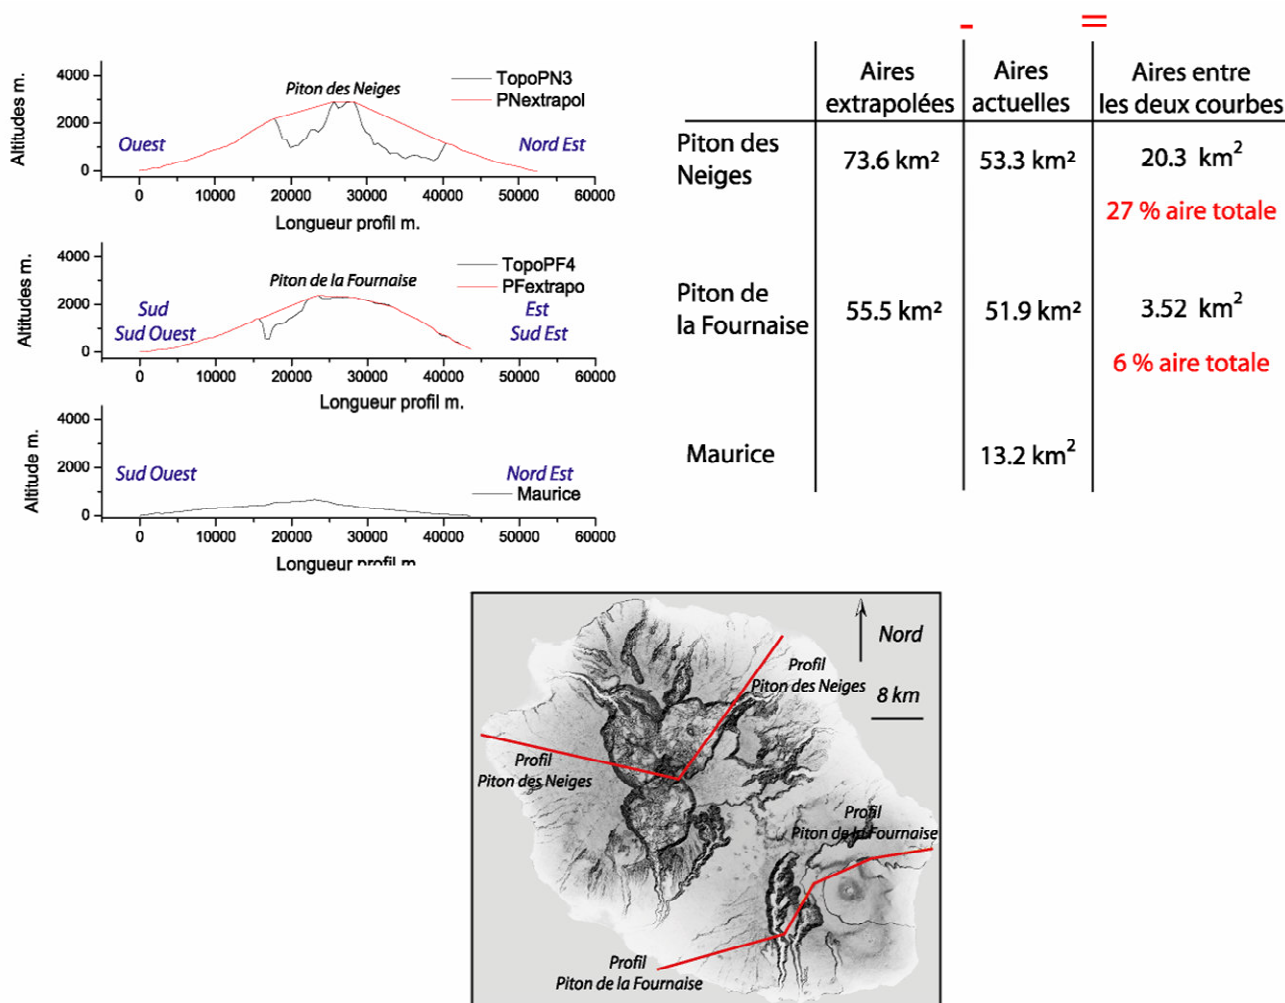 4000
2000
0
Altitudes m.
Piton des Neiges
TopoPN3
PNextrapol
Ouest
Nord Est
0 10000 20000 30000 40000 50000 60000
Longueur profil m.
4000
2000
0
Altitudes m.
Piton de la Fournaise
TopoPF4
PFextrapo
Sud
Sud Ouest
Est
Sud Est
0 10000 20000 30000 40000 50000 60000
Longueur profil m.
4000
2000
0
Altitude m.
Sud Ouest
Nord Est
Maurice
0 10000 20000 30000 40000 50000 60000
Longueur profil m
- =
Aires
extrapolées
Aires
actuelles
Aires entre
les deux courbes
Piton des
Neiges
73.6 km²
53.3 km²
20.3 km²
27 % aire totale
Piton de
la Fournaise
55.5 km²
51.9 km²
3.52 km²
6 % aire totale
Maurice
13.2 km²
Nord
8 km
Profil
Piton des Neiges
Profil
Piton des Neiges
Profil
Piton de la Fournaise
Profil
Piton de la Fournaise